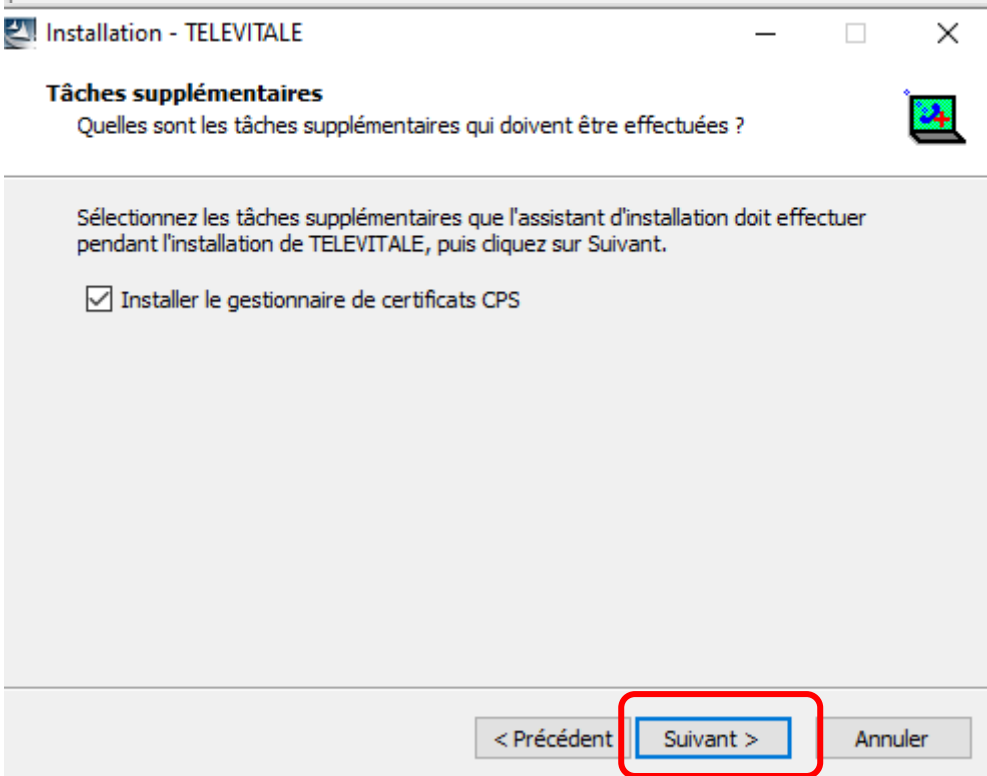 Installation - TELEVITALE
Tâches supplémentaires
Quelles sont les tâches supplémentaires qui doivent être effectuées ?
Sélectionnez les tâches supplémentaires que l'assistant d'installation doit effectuer
pendant l'installation de TELEVITALE, puis cliquez sur Suivant.
Installer le gestionnaire de certificats CPS
< Précédent Suivant > Annuler